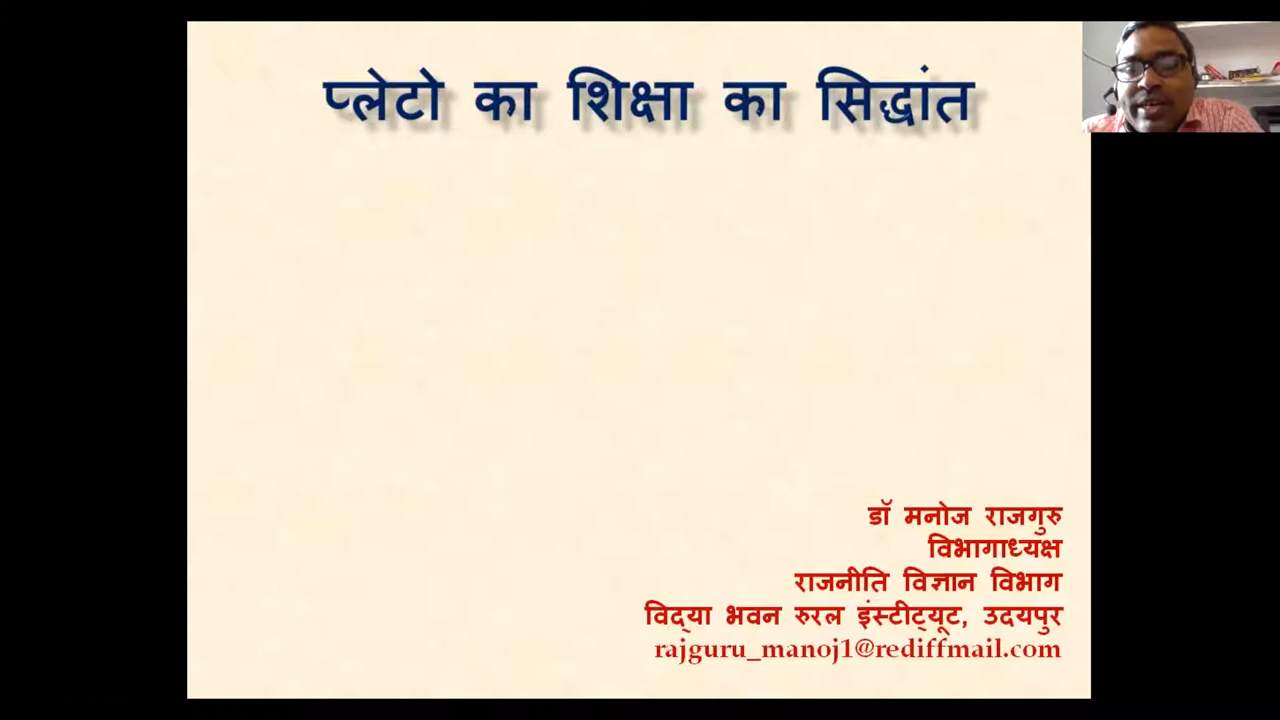 प्लेटो का शिक्षा का सिद्धांत
डॉ मनोज राजगुरु
विभागाध्यक्ष
राजनीति विज्ञान विभाग
विद्‌या भवन रुरल इंस्टीट्‌यूट, उदयपुर
rajguru_manoj1@rediffmail.com